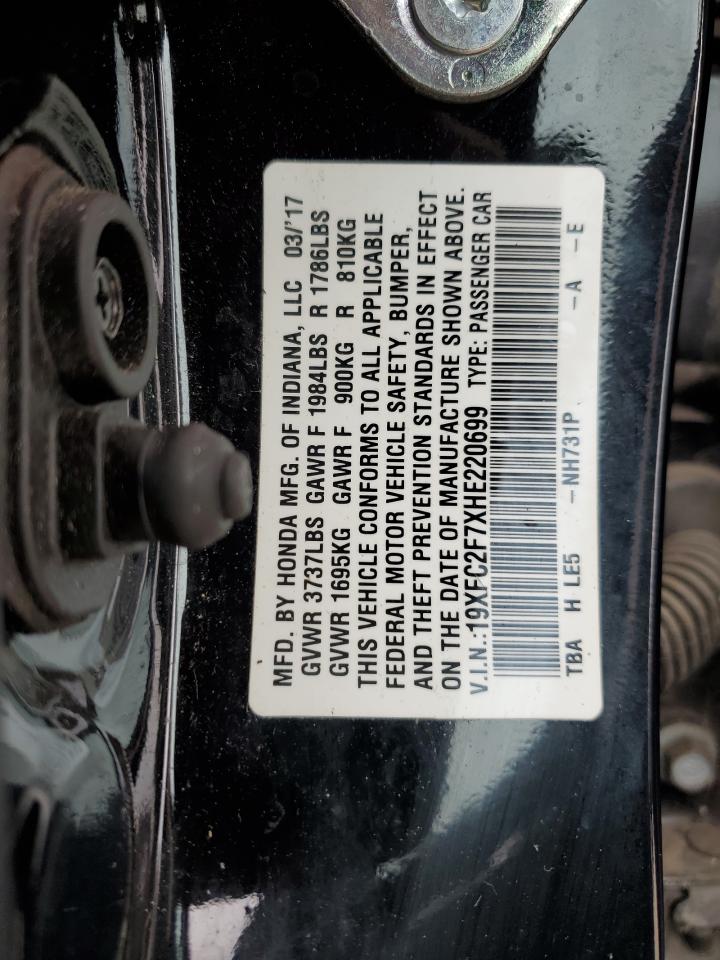 MFD. BY HONDA MFG. OF INDIANA, LLC 03/'17
GVWR 3737LBS GAWR F 1984LBS R 1786LBS
GVWR 1695KG GAWR F 900KG R 810KG
THIS VEHICLE CONFORMS TO ALL APPLICABLE
FEDERAL MOTOR VEHICLE SAFETY, BUMPER,
AND THEFT PREVENTION STANDARDS IN EFFECT
ON THE DATE OF MANUFACTURE SHOWN ABOVE.
V.I.N.:19XFC2F7XHE220699 TYPE: PASSENGER CAR
TBA H LE5 -NH731P -A -E